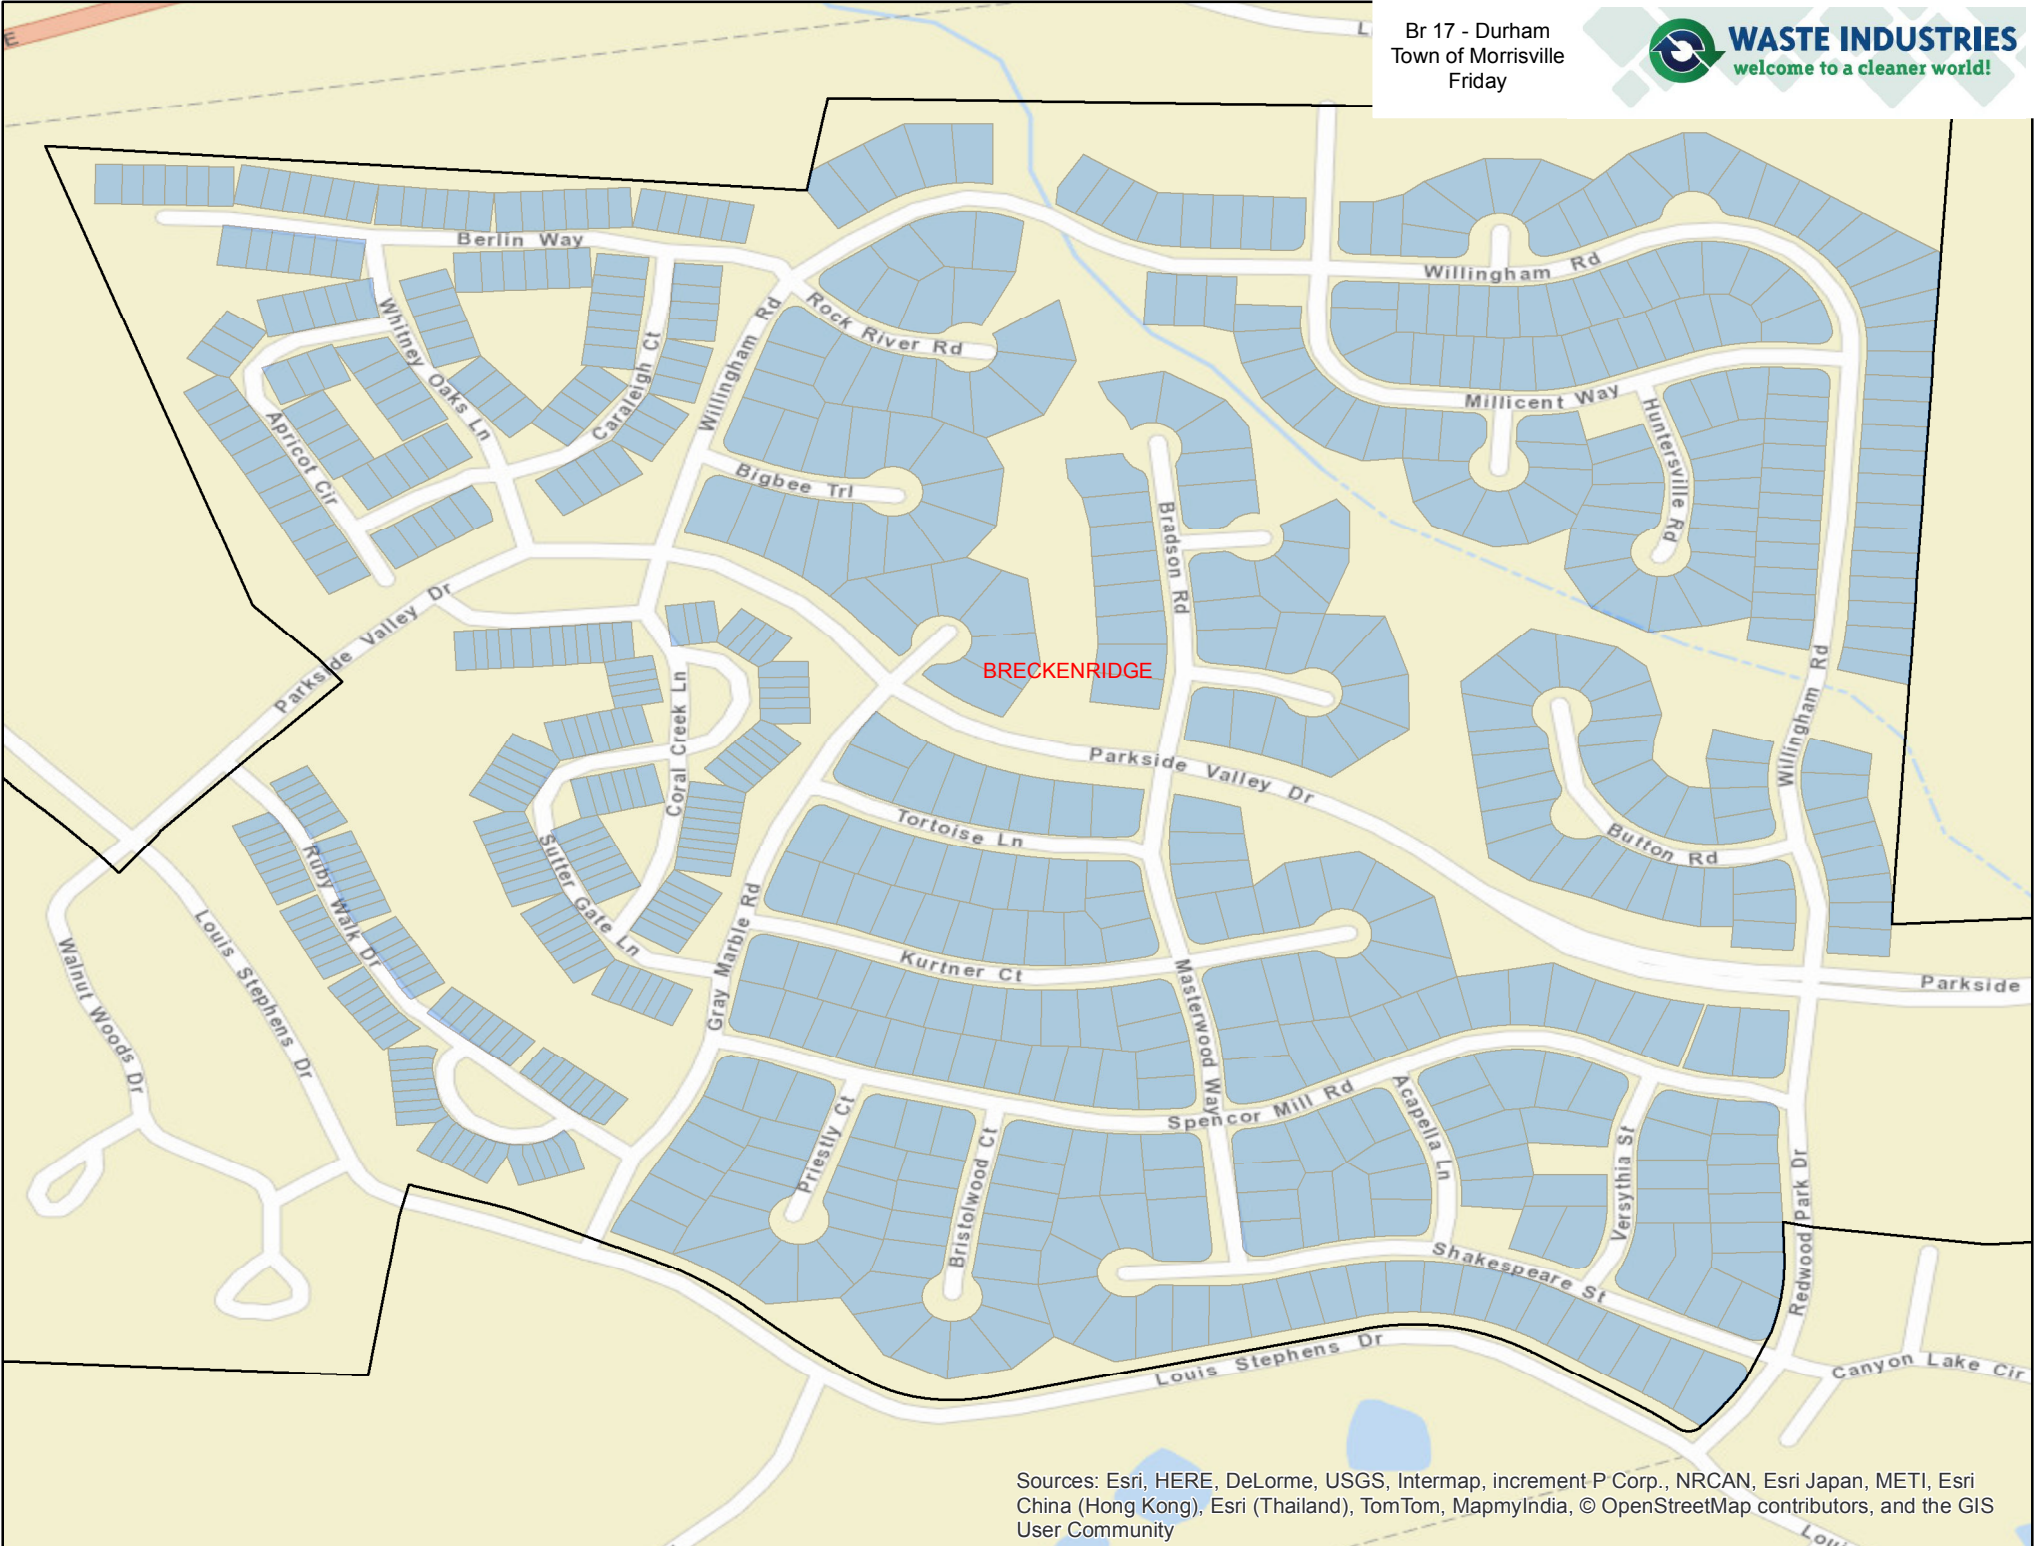 E
L
Br 17 - Durham
Town of Morrisville
Friday
WASTE INDUSTRIES
welcome to a cleaner world!
Berlin Way
Willingham Rd
Whitney Oaks Ln
Rock River Rd
Willingham Rd
Caraleigh Ct
Millicent Way
Huntersville Rd
Apricot Cir
Bigbee Trl
Bradson Rd
Parkside Valley Dr
BRECKENRIDGE
Coral Creek Ln
Willingham Rd
Parkside Valley Dr
Tortoise Ln
Button Rd
Sutter Gate Ln
Ruby Walk Dr
Gray Marble Rd
Louis Stephens Dr
Walnut Woods Dr
Kurtner Ct
Masterwood Way
Parkside
Spencor Mill Rd
Acapella Ln
Priestly Ct
Bristolwood Ct
Versythia St
Redwood Park Dr
Shakespeare St
Louis Stephens Dr
Canyon Lake Cir
Sources: Esri, HERE, DeLorme, USGS, Intermap, increment P Corp., NRCAN, Esri Japan, METI, Esri
China (Hong Kong), Esri (Thailand), TomTom, MapmyIndia, © OpenStreetMap contributors, and the GIS
User Community
Lou